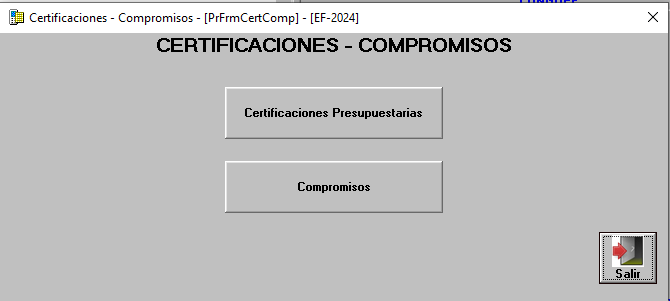 Certificaciones - Compromisos - [PrFrmCertComp] - [EF-2024]
CERTIFICACIONES - COMPROMISOS
Certificaciones Presupuestarias
Compromisos
Salir